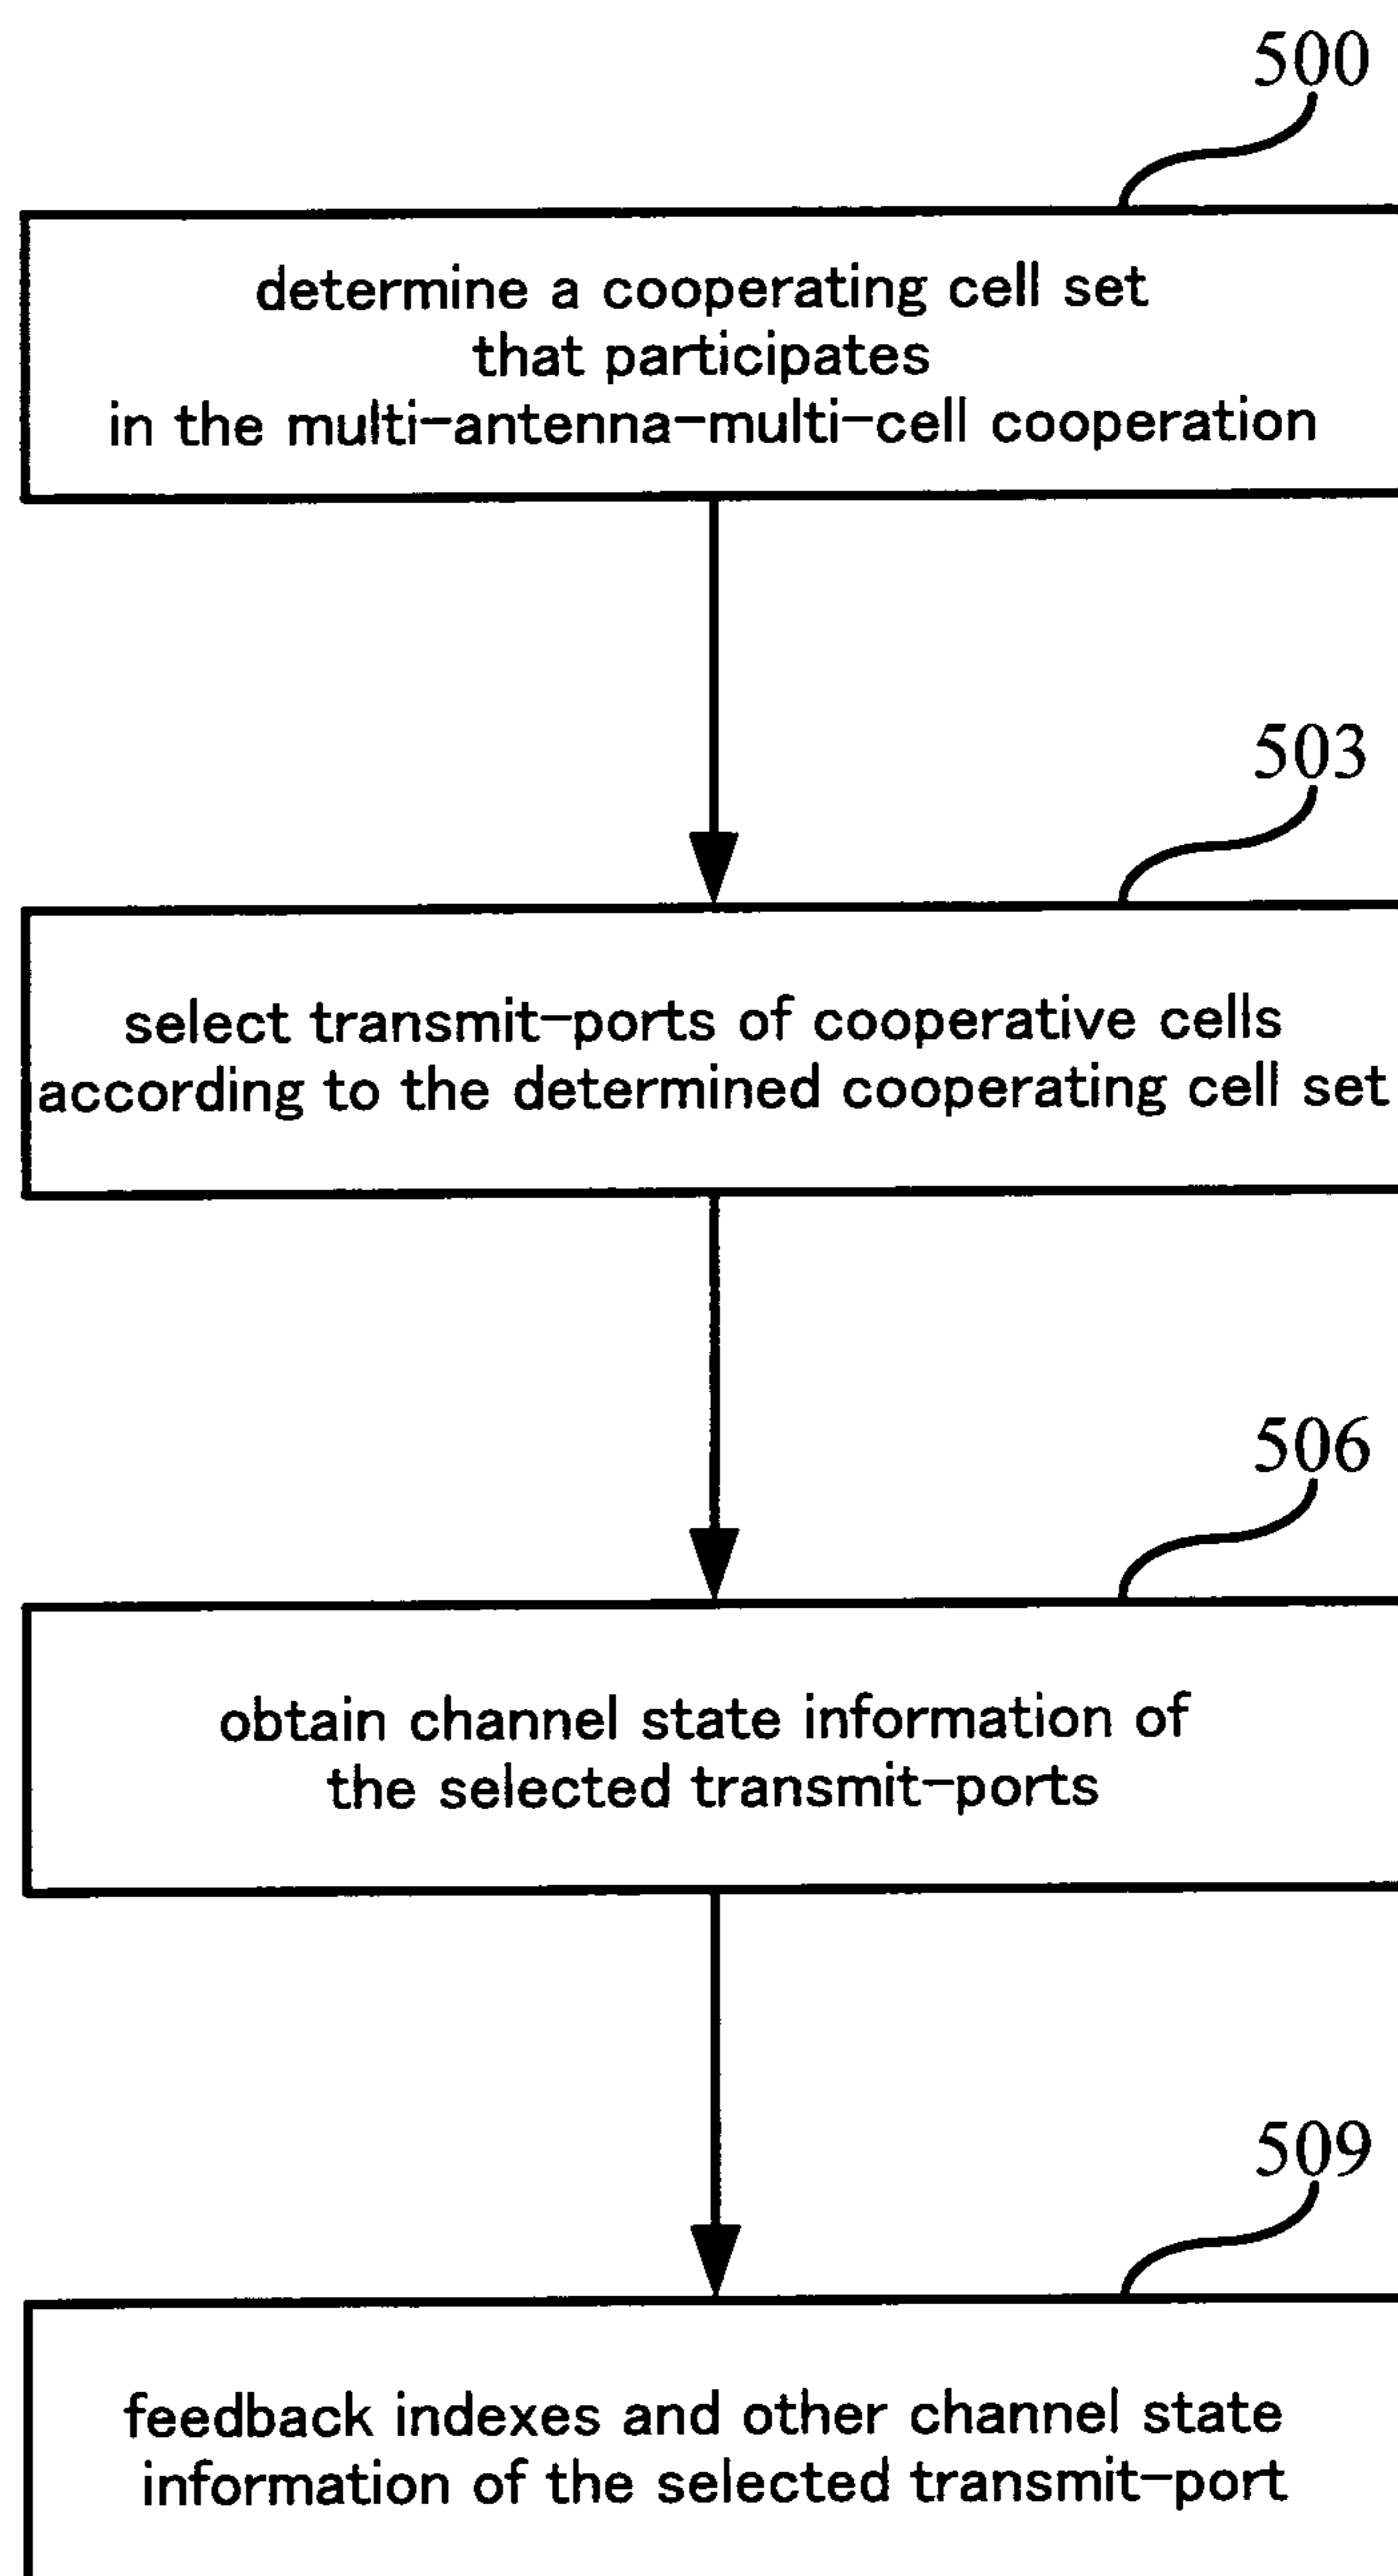 500
determine a cooperating cell set
that participates
in the multi-antenna-multi-cell cooperation
503
select transmit-ports of cooperative cells
according to the determined cooperating cell set
506
obtain channel state information of
the selected transmit-ports
509
feedback indexes and other channel state
information of the selected transmit-port